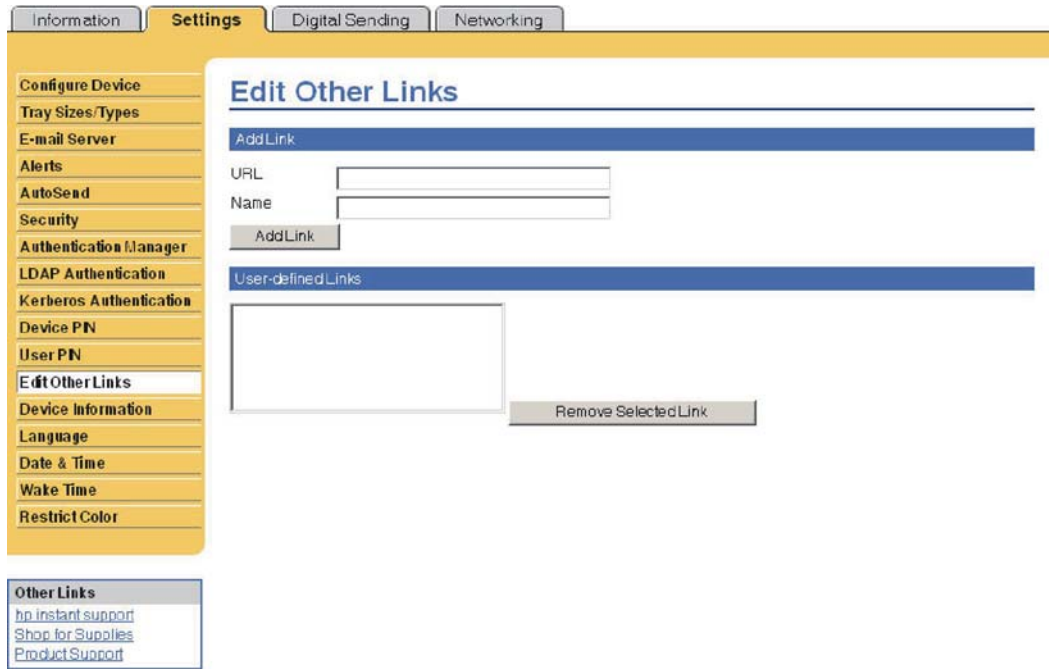 Information Settings Digital Sending Networking
Configure Device
Tray Sizes/Types
E-mail Server
Alerts
AutoSend
Security
Authentication Manager
LDAP Authentication
Kerberos Authentication
Device PIN
User PIN
Edit Other Links
Device Information
Language
Date & Time
Wake Time
Restrict Color
Other Links
hp instant support
Shop for Supplies
Product Support
Edit Other Links
Add Link
URL
Name
Add Link
User-defined Links
Remove Selected Link